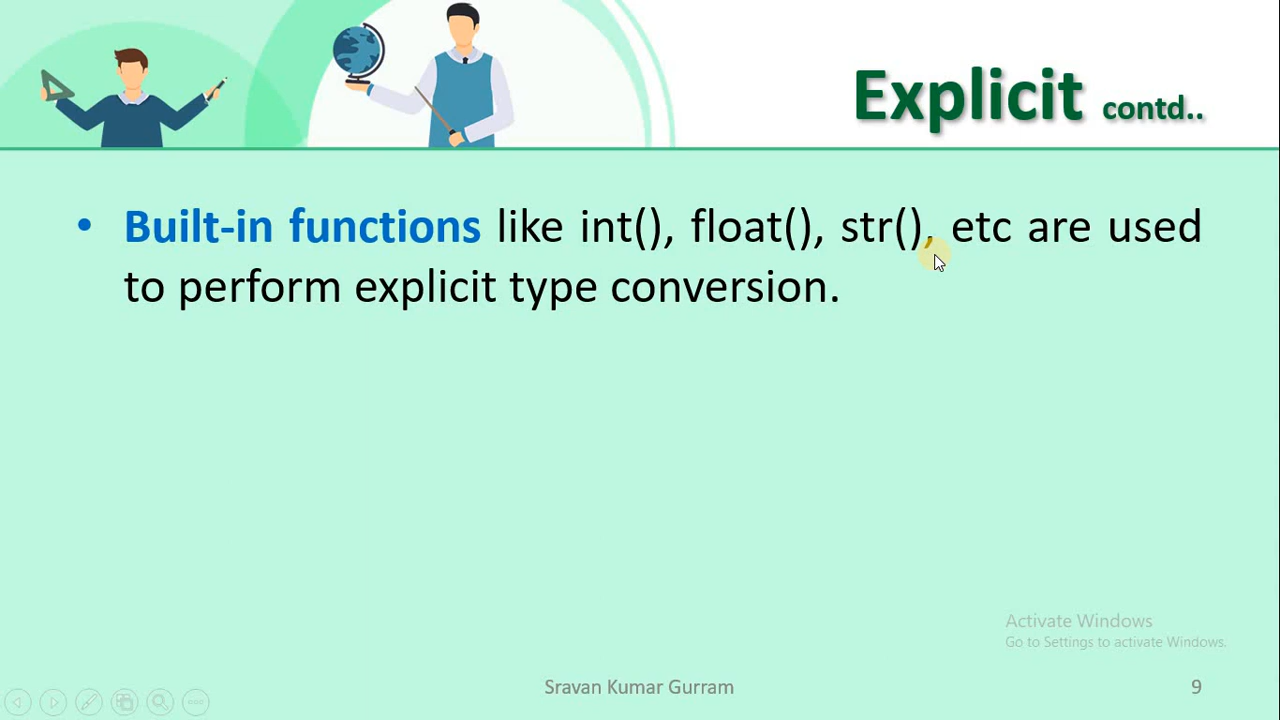 Explicit contd..
• Built-in functions like int(), float(), str(), etc are used
to perform explicit type conversion.
Activate Windows
Go to Settings to activate Windows.
Sravan Kumar Gurram
9